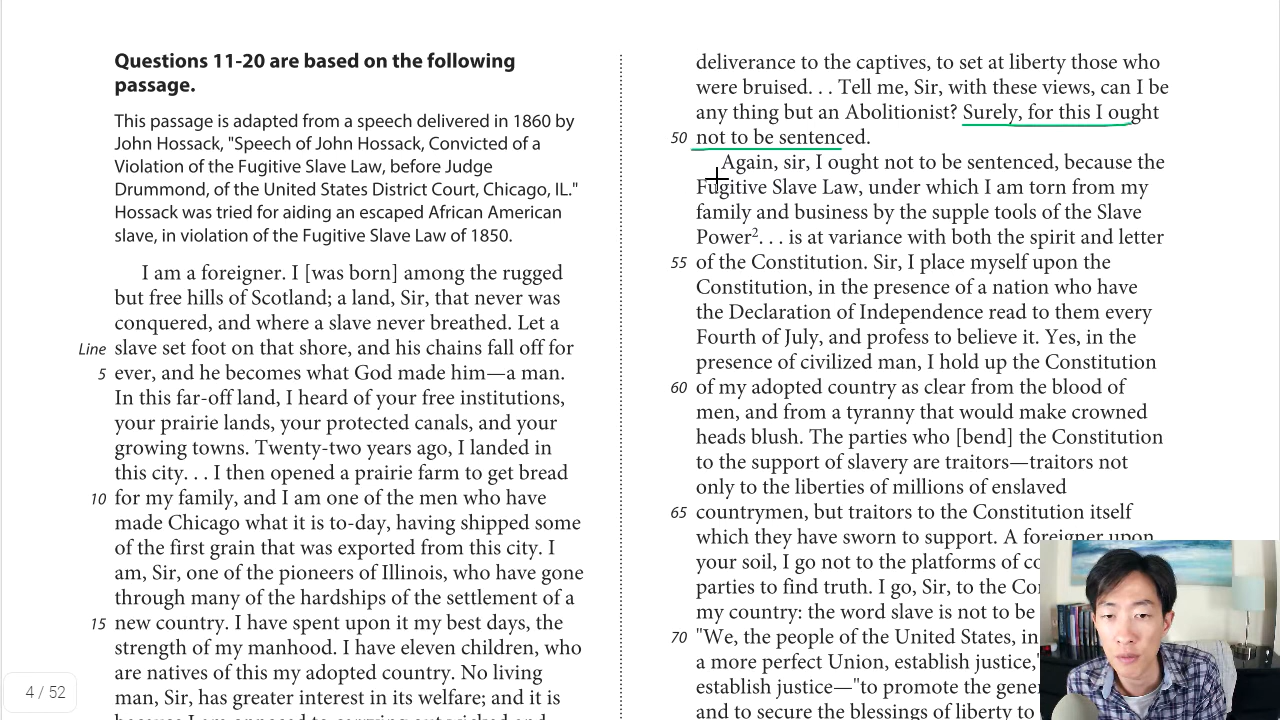 Questions 11-20 are based on the following
passage.
This passage is adapted from a speech delivered in 1860 by
John Hossack, "Speech of John Hossack, Convicted of a
Violation of the Fugitive Slave Law, before Judge
Drummond, of the United States District Court, Chicago, IL."
Hossack was tried for aiding an escaped African American
slave, in violation of the Fugitive Slave Law of 1850.
I am a foreigner. I [was born] among the rugged
but free hills of Scotland; a land, Sir, that never was
conquered, and where a slave never breathed. Let a
Line slave set foot on that shore, and his chains fall off for
5 ever, and he becomes what God made him—a man.
In this far-off land, I heard of your free institutions,
your prairie lands, your protected canals, and your
growing towns. Twenty-two years ago, I landed in
this city. . . I then opened a prairie farm to get bread
10 for my family, and I am one of the men who have
made Chicago what it is to-day, having shipped some
of the first grain that was exported from this city. I
am, Sir, one of the pioneers of Illinois, who have gone
through many of the hardships of the settlement of a
15 new country. I have spent upon it my best days, the
strength of my manhood. I have eleven children, who
are natives of this my adopted country. No living
man, Sir, has greater interest in its welfare; and it is
deliverance to the captives, to set at liberty those who
were bruised. . . Tell me, Sir, with these views, can I be
any thing but an Abolitionist? Surely, for this I ought
50 not to be sentenced.
Again, sir, I ought not to be sentenced, because the
Fugitive Slave Law, under which I am torn from my
family and business by the supple tools of the Slave
Power². . . is at variance with both the spirit and letter
55 of the Constitution. Sir, I place myself upon the
Constitution, in the presence of a nation who have
the Declaration of Independence read to them every
Fourth of July, and profess to believe it. Yes, in the
presence of civilized man, I hold up the Constitution
60 of my adopted country as clear from the blood of
men, and from a tyranny that would make crowned
heads blush. The parties who [bend] the Constitution
to the support of slavery are traitors—traitors not
only to the liberties of millions of enslaved
65 countrymen, but traitors to the Constitution itself
which they have sworn to support. A foreigner upon
your soil, I go not to the platforms of
parties to find truth. I go, Sir, to the
my country: the word slave is not to be
70 "We, the people of the United States, in
a more perfect Union, establish justice,
establish justice—"to promote the
and to secure the blessings of liberty to
4 / 52